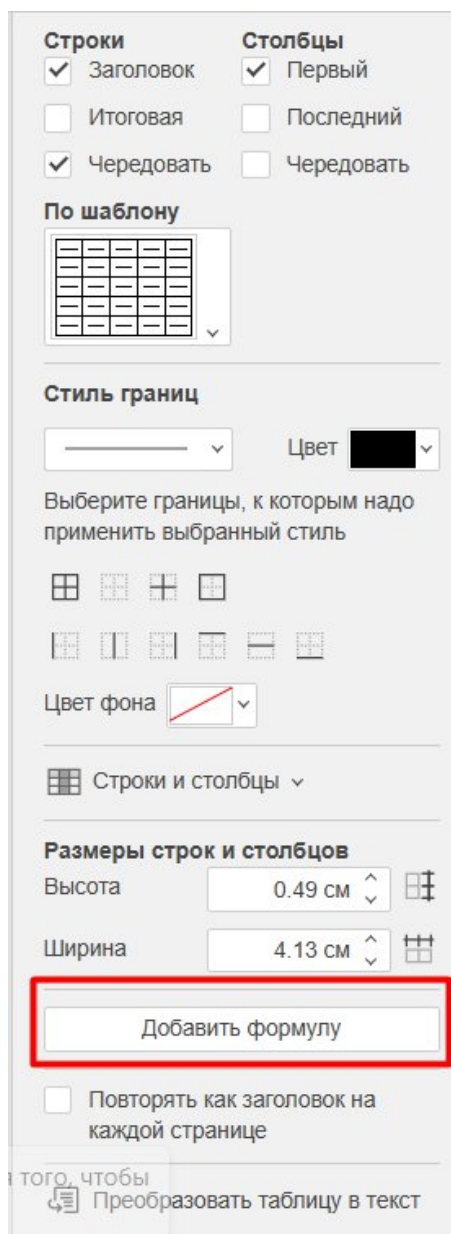 Строки Столбцы
Заголовок Первый
Итоговая Последний
Чередовать Чередовать
По шаблону
Стиль границ
Цвет
Выберите границы, к которым надо
применить выбранный стиль
Цвет фона
Строки и столбцы
Размеры строк и столбцов
Высота 0.49 см
Ширина 4.13 см
Добавить формулу
Повторять как заголовок на
каждой странице
того, чтобы
Преобразовать таблицу в текст